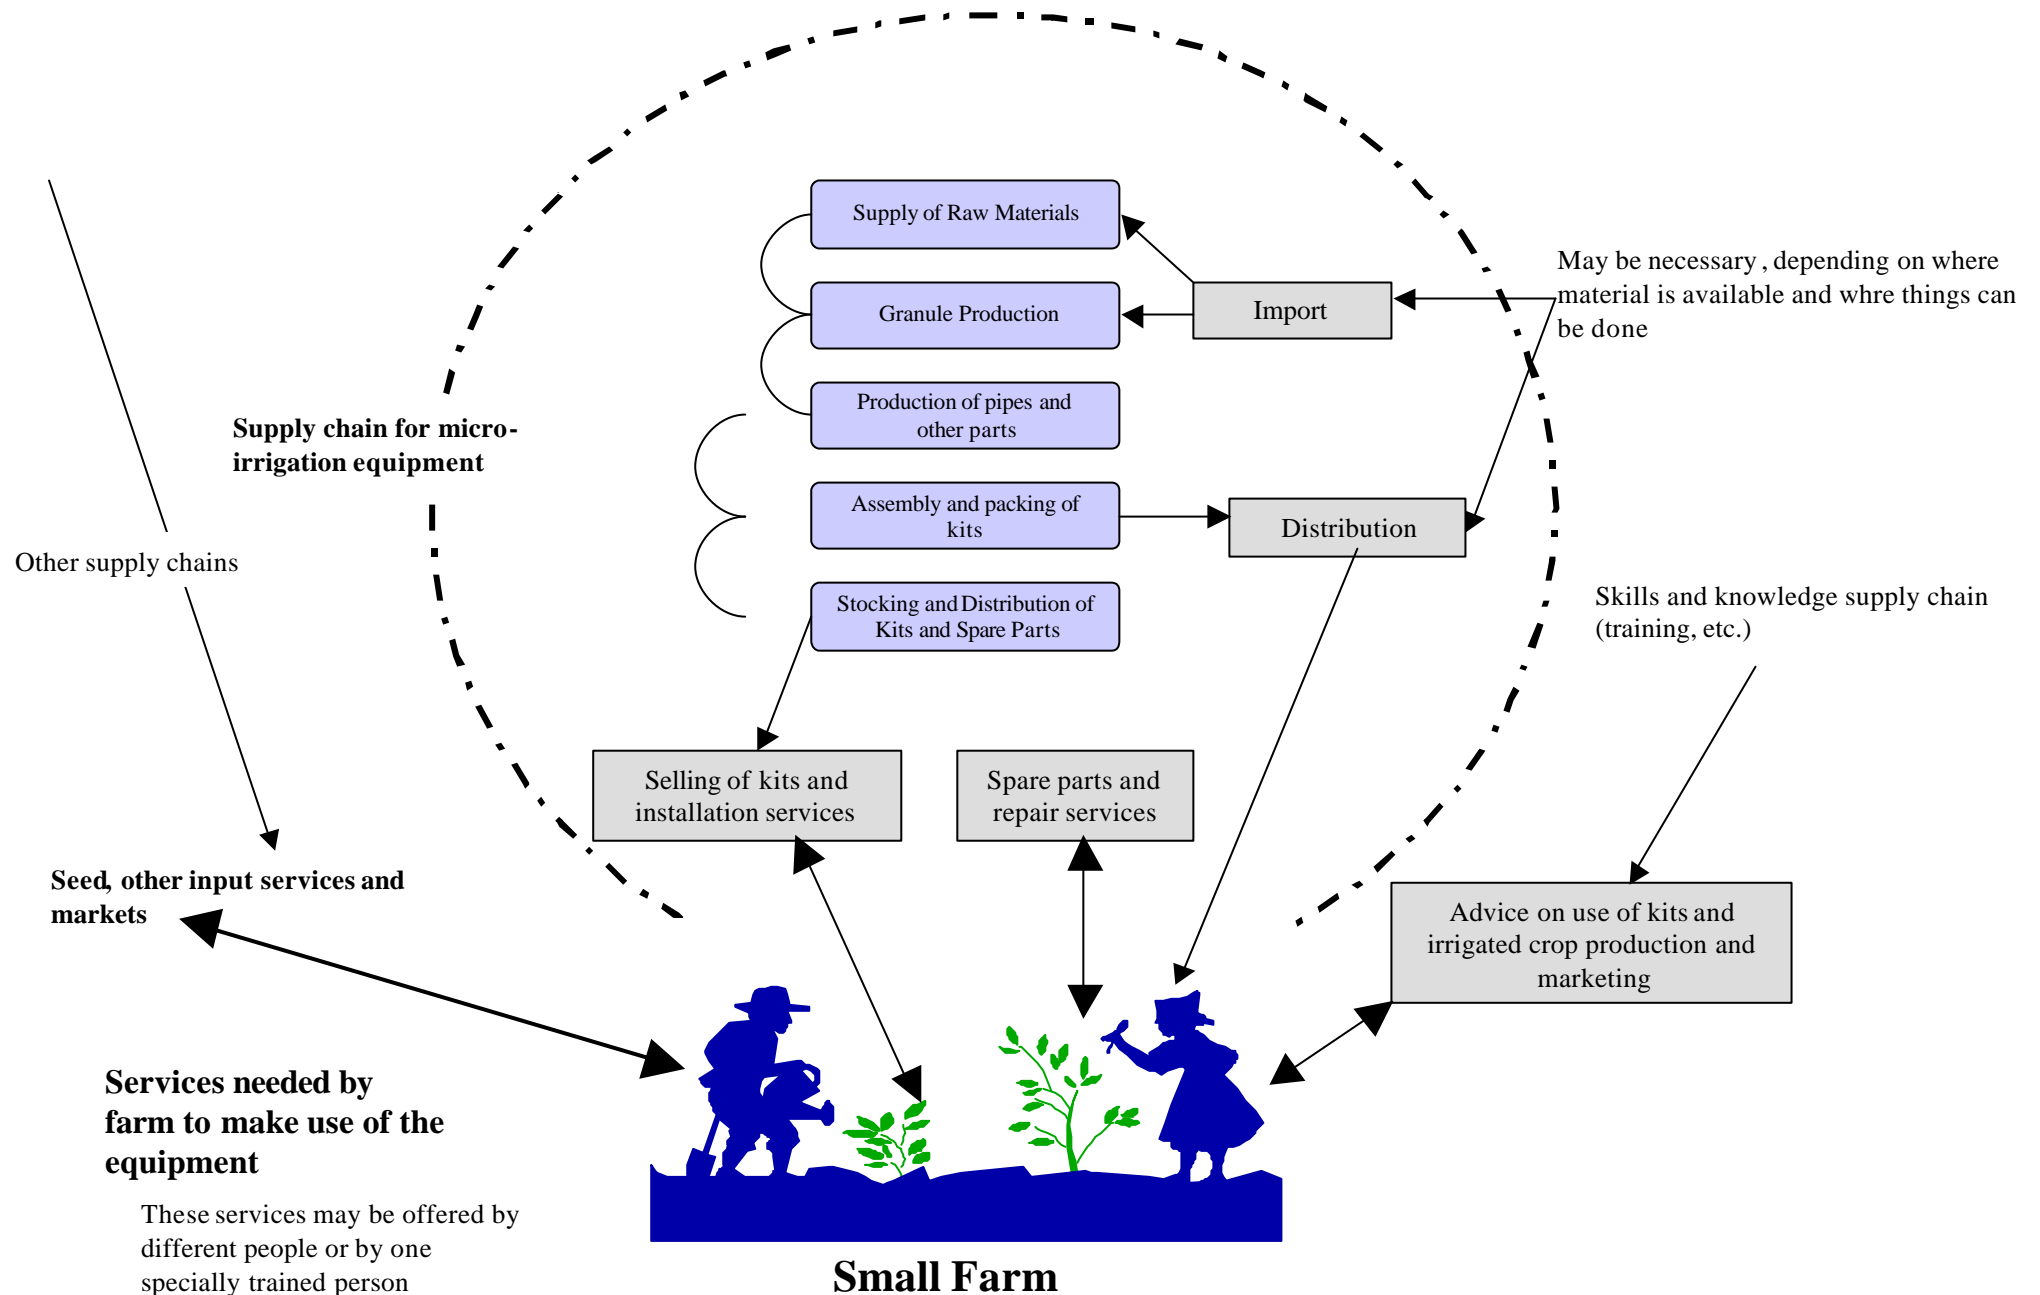 Supply of Raw Materials
Granule Production
Production of pipes and
other parts
Assembly and packing of
kits
Stocking and Distribution of
Kits and Spare Parts
Import
May be necessary , depending on where
material is available and whre things can
be done
Distribution
Supply chain for micro-
irrigation equipment
Other supply chains
Skills and knowledge supply chain
(training, etc.)
Selling of kits and
installation services
Spare parts and
repair services
Seed, other input services and
markets
Advice on use of kits and
irrigated crop production and
marketing
Services needed by
farm to make use of the
equipment
These services may be offered by
different people or by one
specially trained person
Small Farm